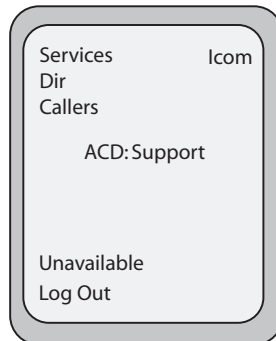 Services Icom
Dir
Callers
ACD: Support
Unavailable
Log Out